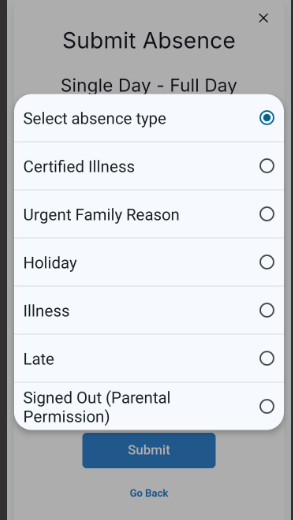 Submit Absence
Single Day - Full Day
Select absence type
Certified Illness
Urgent Family Reason
Holiday
Illness
Late
Signed Out (Parental
Permission)
Submit
Go Back